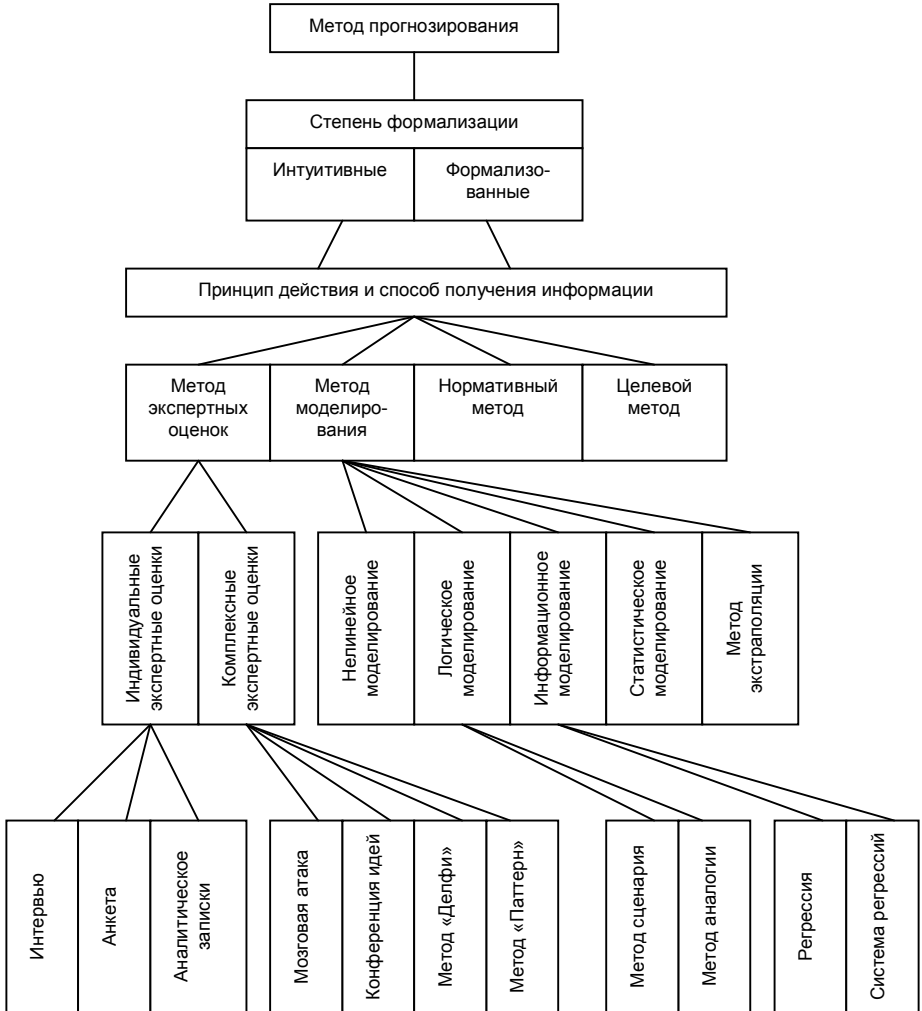 Метод прогнозирования
Степень формализации
Интуитивные
Формализо-
ванные
Принцип действия и способ получения информации
Метод
экспертных
оценок
Метод
моделиро-
вания
Нормативный
метод
Целевой
метод
Индивидуальные
экспертные оценки
Комплексные
экспертные оценки
Нелинейное
моделирование
Логическое
моделирование
Информационное
моделирование
Статистическое
моделирование
Метод
экстраполяции
Интервью
Анкета
Аналитическое
записки
Мозговая атака
Конференция идей
Метод «Делфи»
Метод «Паттерн»
Метод сценария
Метод аналогии
Регрессия
Система регрессий